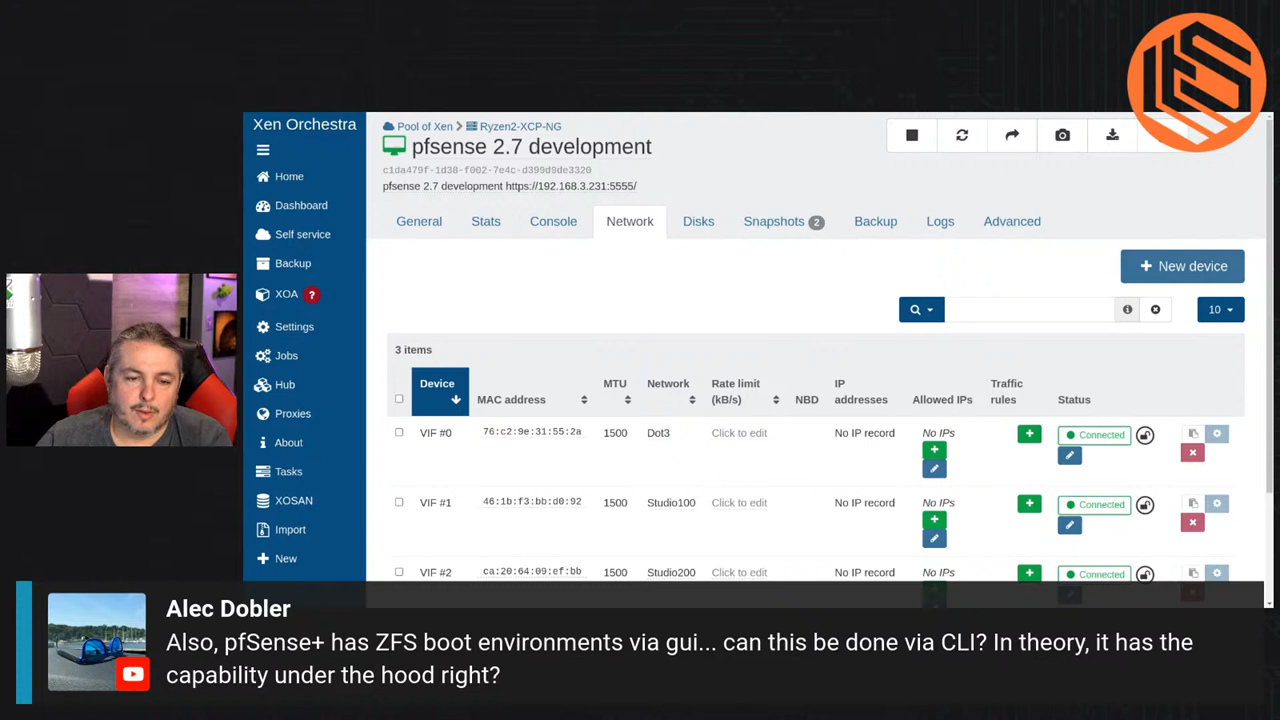 Xen Orchestra
Home
Dashboard
Self service
Backup
XOA ?
Settings
Jobs
Hub
Proxies
About
Tasks
XOSAN
Import
New
Pool of Xen Ryzen2-XCP-NG
pfsense 2.7 development
c1da479f-1d38-f002-7e4c-d399d9de3320
pfsense 2.7 development https://192.168.3.231:5555/
General Stats Console Network Disks Snapshots 2 Backup Logs Advanced
New device
10
3 items
Device MAC address MTU Network Rate limit (kB/s) NBD IP addresses Allowed IPs Traffic rules Status
VIF #0 76:c2:9e:31:55:2a 1500 Dot3 Click to edit No IP record No IPs Connected
VIF #1 46:1b:f3:bb:d0:92 1500 Studio100 Click to edit No IP record No IPs Connected
VIF #2 ca:20:64:09:ef:bb 1500 Studio200 Click to edit No IP record No IPs Connected
Alec Dobler
Also, pfSense+ has ZFS boot environments via gui... can this be done via CLI? In theory, it has the
capability under the hood right?